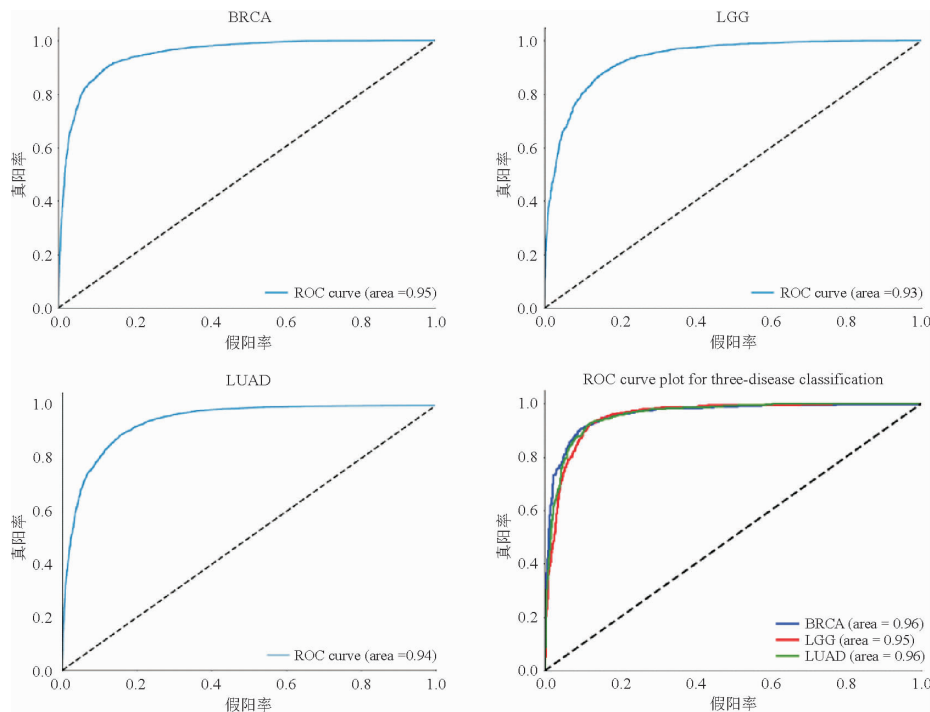 BRCA
1.0
0.8
0.6
0.4
0.2
0.0
真阳率
ROC curve (area =0.95)
0.0 0.2 0.4 0.6 0.8 1.0
假阳率
LGG
1.0
0.8
0.6
0.4
0.2
0.0
真阳率
ROC curve (area =0.93)
0.0 0.2 0.4 0.6 0.8 1.0
假阳率
LUAD
1.0
0.8
0.6
0.4
0.2
0.0
真阳率
ROC curve (area =0.94)
0.0 0.2 0.4 0.6 0.8 1.0
假阳率
ROC curve plot for three-disease classification
1.0
0.8
0.6
0.4
0.2
0.0
真阳率
BRCA (area = 0.96)
LGG (area = 0.95)
LUAD (area = 0.96)
0.0 0.2 0.4 0.6 0.8 1.0
假阳率